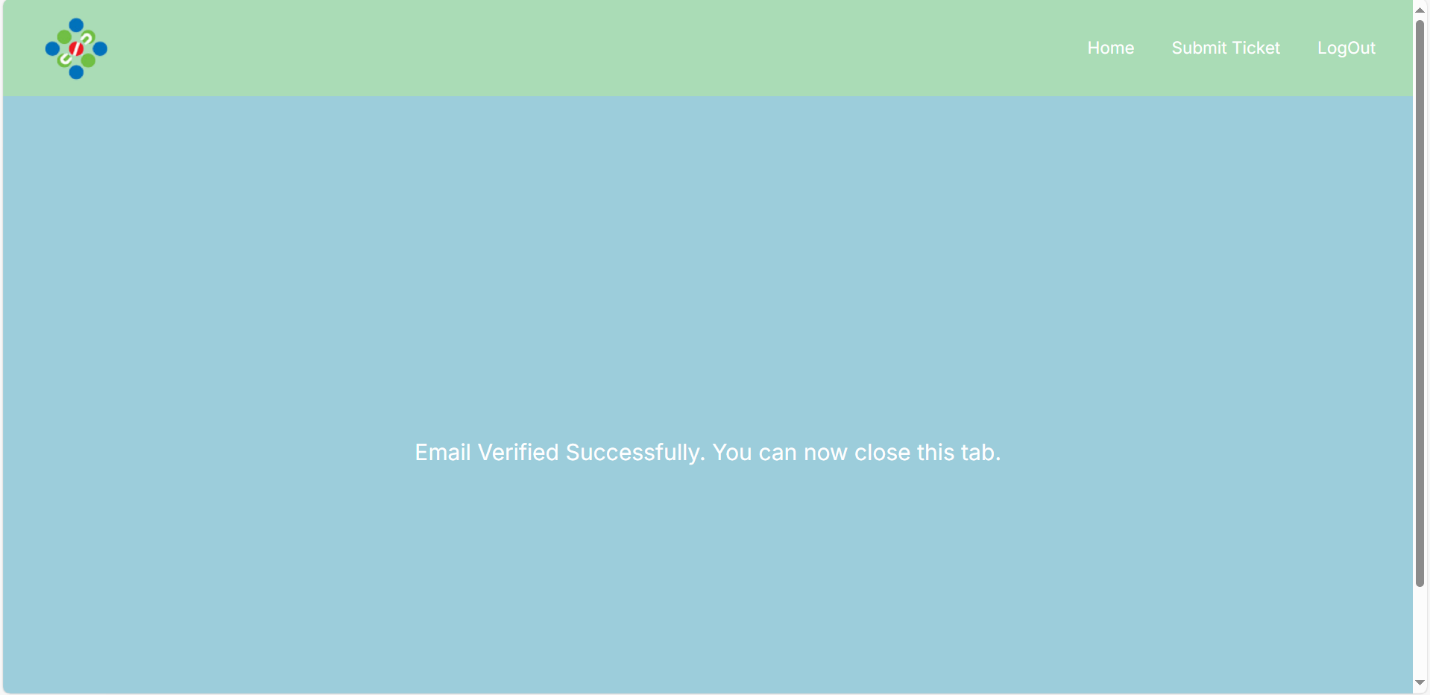 Home
Submit Ticket
LogOut
Email Verified Successfully. You can now close this tab.